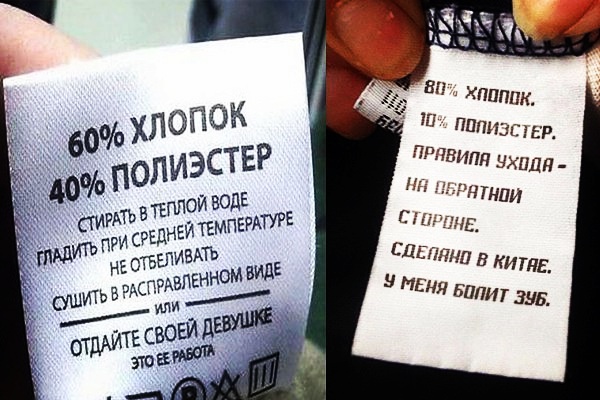 60% ХЛОПОК
40% ПОЛИЭСТЕР
СТИРАТЬ В ТЕПЛОЙ ВОДЕ
ГЛАДИТЬ ПРИ СРЕДНЕЙ ТЕМПЕРАТУРЕ
НЕ ОТБЕЛИВАТЬ
СУШИТЬ В РАСПРАВЛЕННОМ ВИДЕ
ИЛИ
ОТДАЙТЕ СВОЕЙ ДЕВУШКЕ
ЭТО ЕЕ РАБОТА
80% ХЛОПОК.
10% ПОЛИЭСТЕР.
ПРАВИЛА УХОДА -
НА ОБРАТНОЙ
СТОРОНЕ.
СДЕЛАНО В КИТАЕ.
У МЕНЯ БОЛИТ ЗУБ.